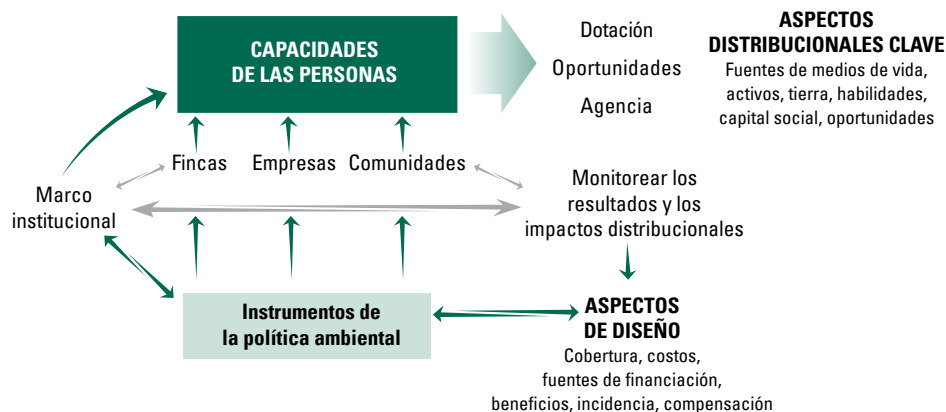 CAPACIDADES
DE LAS PERSONAS
Dotación
Oportunidades
Agencia
ASPECTOS
DISTRIBUCIONALES CLAVE
Fuentes de medios de vida,
activos, tierra, habilidades,
capital social, oportunidades
Fincas
Empresas
Comunidades
Marco
institucional
Monitorear los
resultados y los
impactos distribucionales
Instrumentos de
la política ambiental
ASPECTOS
DE DISEÑO
Cobertura, costos,
fuentes de financiación,
beneficios, incidencia, compensación